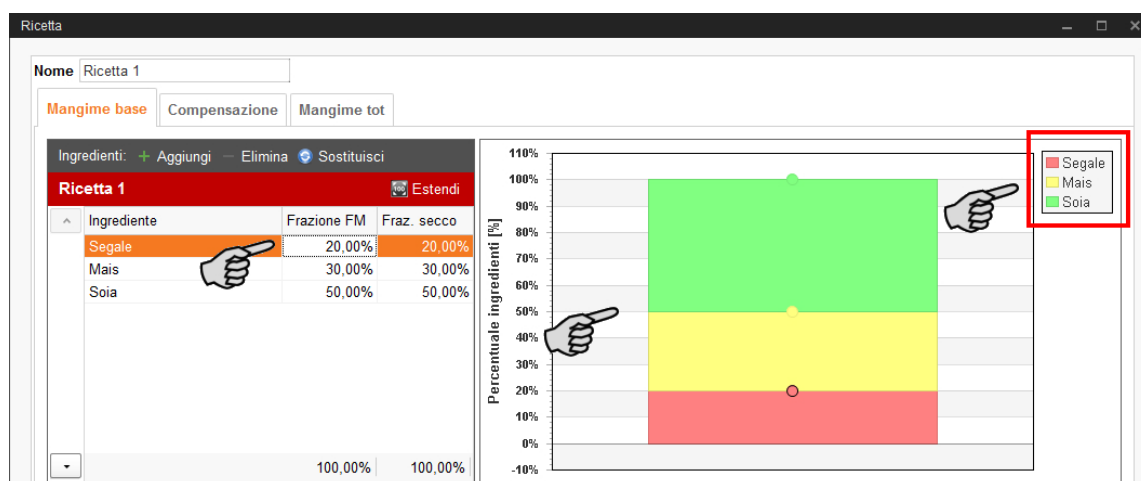 Ricetta
Nome Ricetta 1
Mangime base Compensazione Mangime tot
Ingredienti: + Aggiungi − Elimina Sostituisci
Ricetta 1 Estendi
Ingrediente Frazione FM Fraz. secco
Segale 20,00% 20,00%
Mais 30,00% 30,00%
Soia 50,00% 50,00%
100,00% 100,00%
Percentuale ingredienti [%]
110%
100%
90%
80%
70%
60%
50%
40%
30%
20%
10%
0%
-10%
Segale
Mais
Soia